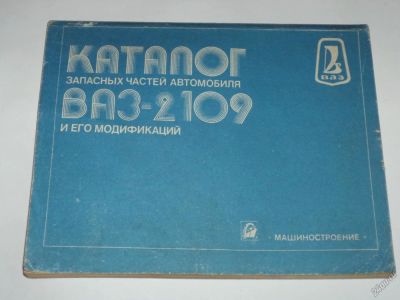 КАТАЛОГ
ЗАПАСНЫХ ЧАСТЕЙ АВТОМОБИЛЯ
ВАЗ-2109
И ЕГО МОДИФИКАЦИЙ
ВАЗ
·МАШИНОСТРОЕНИЕ·